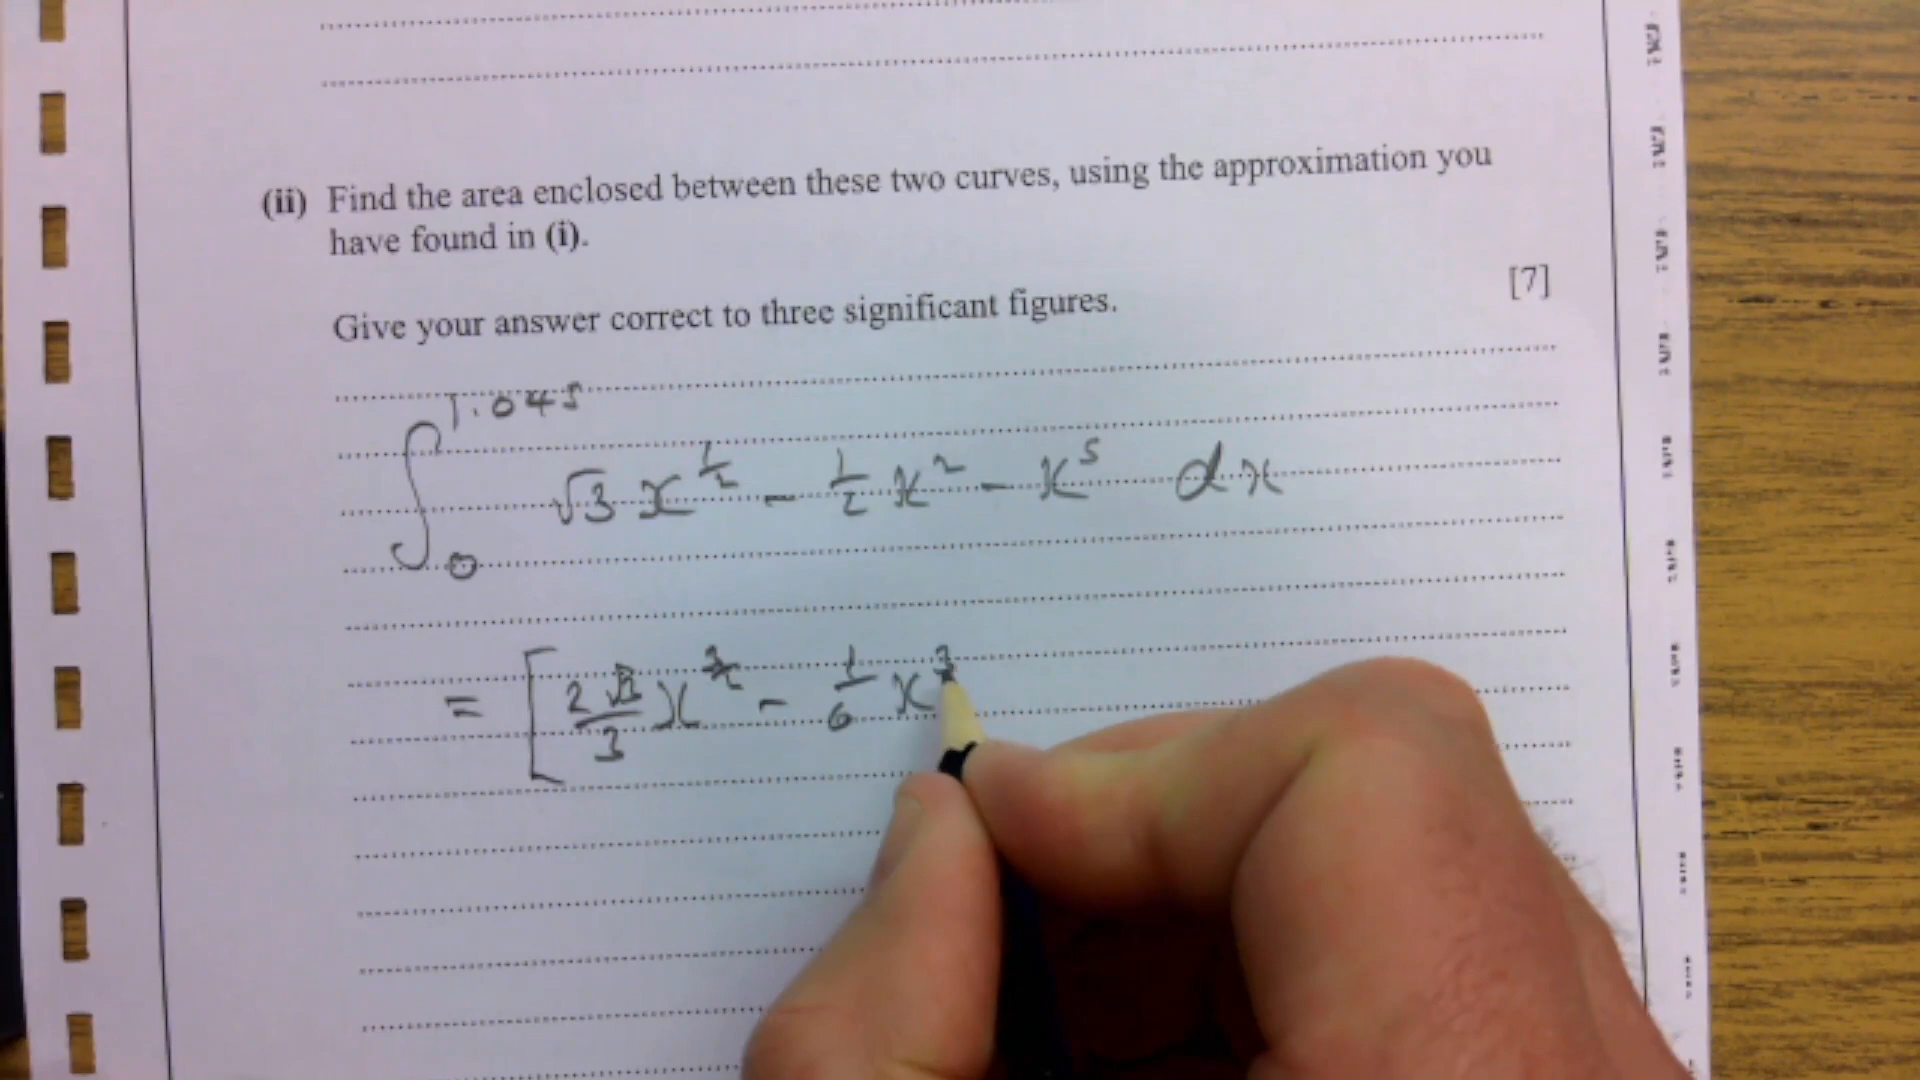 (ii) Find the area enclosed between these two curves, using the approximation you
have found in (i).
[7]
Give your answer correct to three significant figures.
∫₀^1.045 √3 x^½ - ½x² - x⁵ dx
= [ 2√3/3 x^3/2 - 1/6 x³